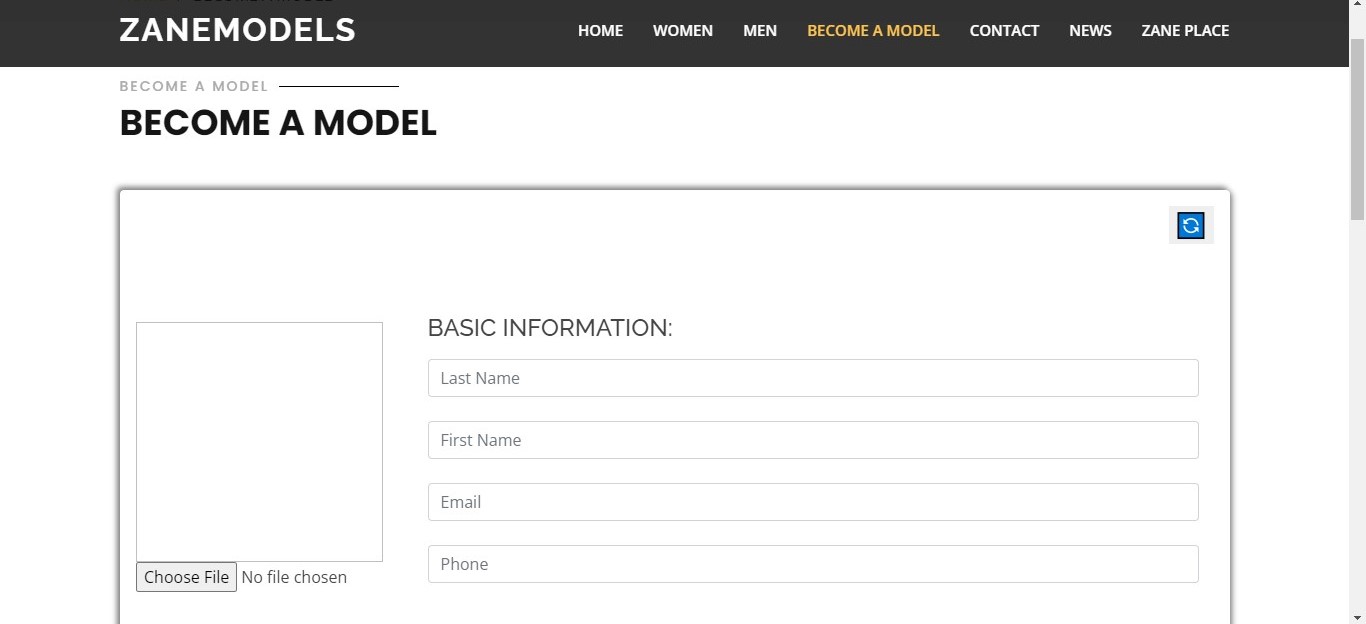 ZANEMODELS
HOME WOMEN MEN BECOME A MODEL CONTACT NEWS ZANE PLACE
BECOME A MODEL
BECOME A MODEL
BASIC INFORMATION:
Last Name
First Name
Email
Phone
Choose File No file chosen